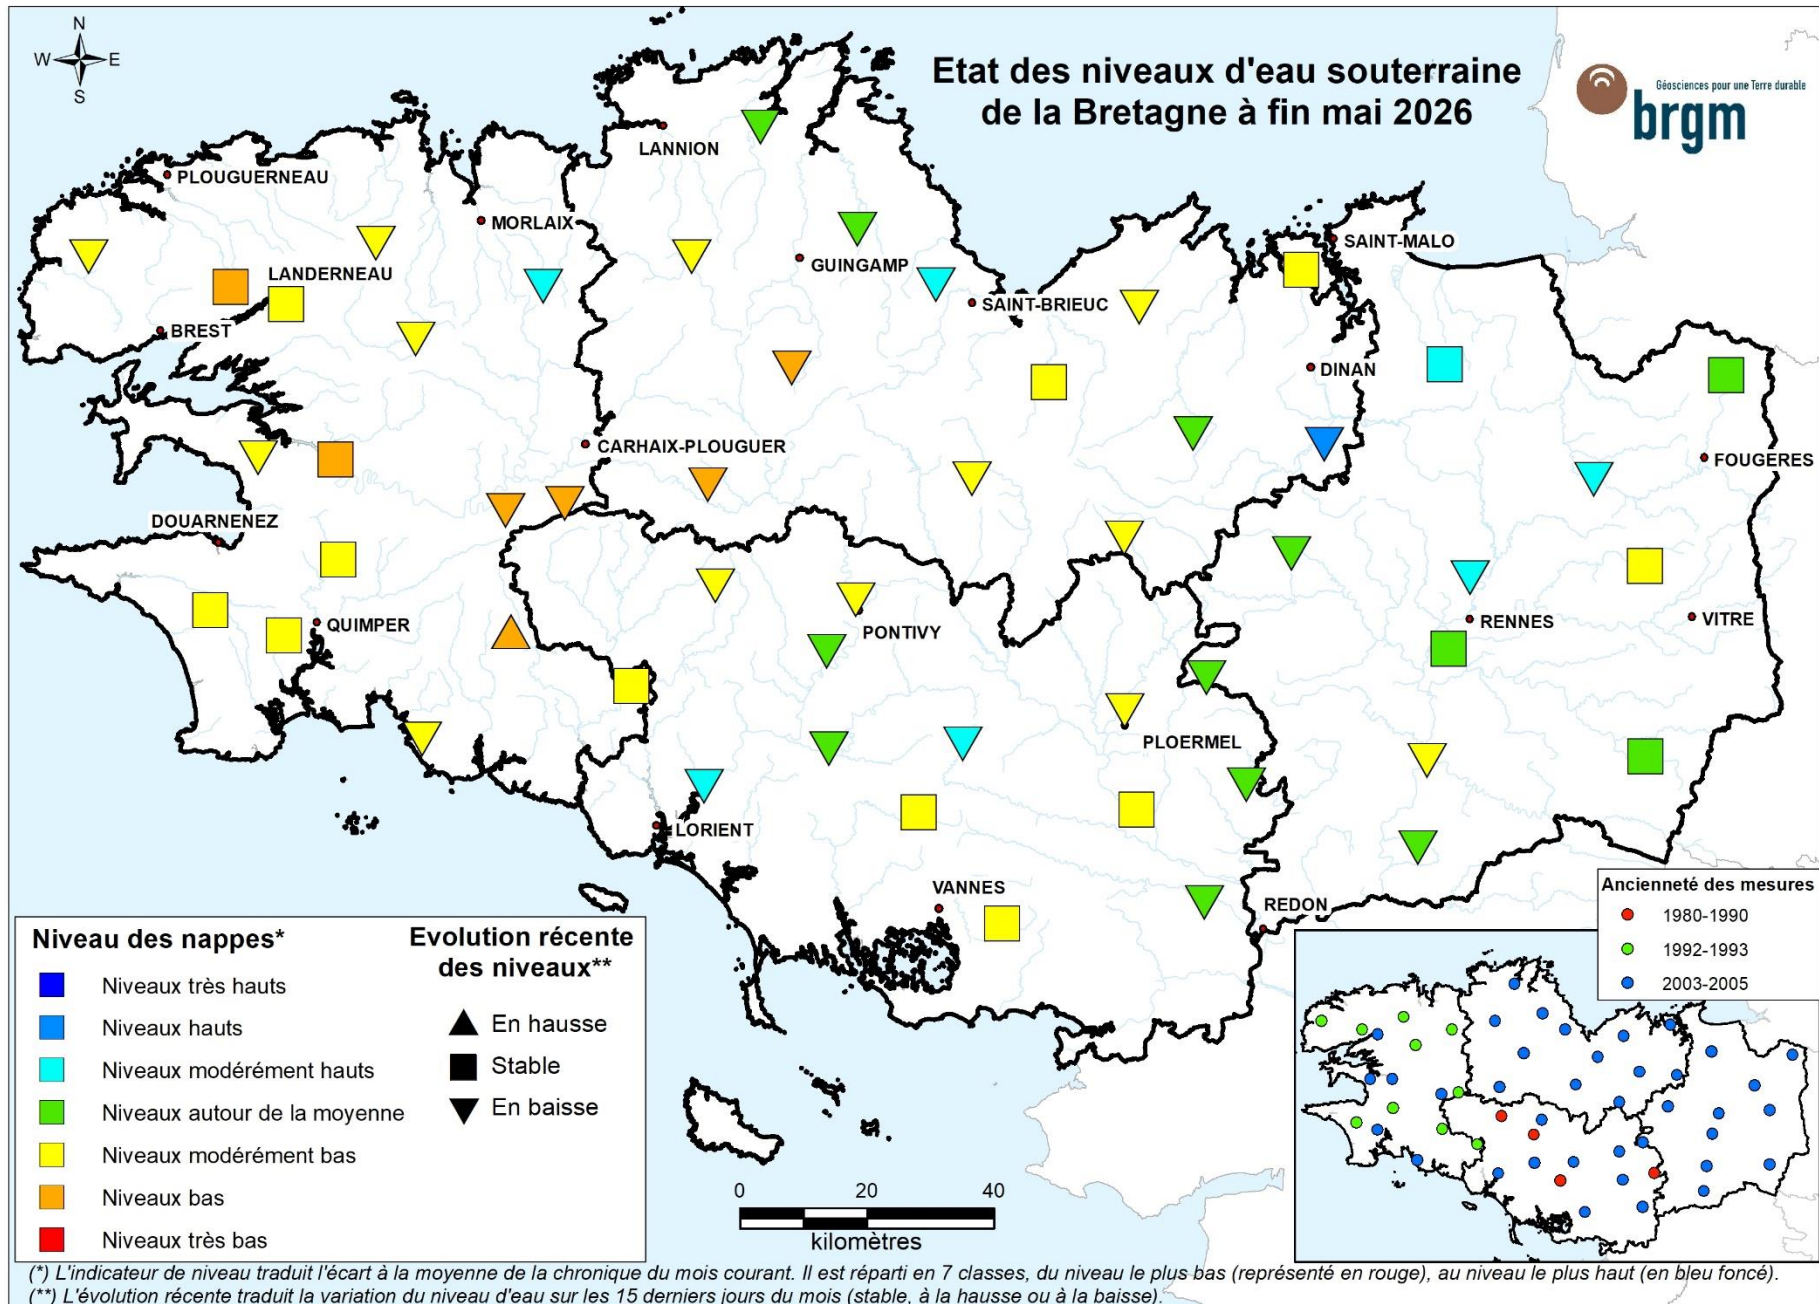 N
W E
S
Etat des niveaux d'eau souterraine
de la Bretagne à fin mai 2026
Géosciences pour une Terre durable
brgm
LANNION
PLOUGUERNEAU
MORLAIX
SAINT-MALO
GUINGAMP
LANDERNEAU
SAINT-BRIEUC
BREST
DINAN
CARHAIX-PLOUGUER
FOUGERES
DOUARNENEZ
QUIMPER
PONTIVY
RENNES
VITRE
PLOERMEL
LORIENT
VANNES
REDON
Niveau des nappes*
Niveaux très hauts
Niveaux hauts
Niveaux modérément hauts
Niveaux autour de la moyenne
Niveaux modérément bas
Niveaux bas
Niveaux très bas
Evolution récente
des niveaux**
En hausse
Stable
En baisse
0 20 40
kilomètres
Ancienneté des mesures
1980-1990
1992-1993
2003-2005
(*) L'indicateur de niveau traduit l'écart à la moyenne de la chronique du mois courant. Il est réparti en 7 classes, du niveau le plus bas (représenté en rouge), au niveau le plus haut (en bleu foncé).
(**) L'évolution récente traduit la variation du niveau d'eau sur les 15 derniers jours du mois (stable, à la hausse ou à la baisse).